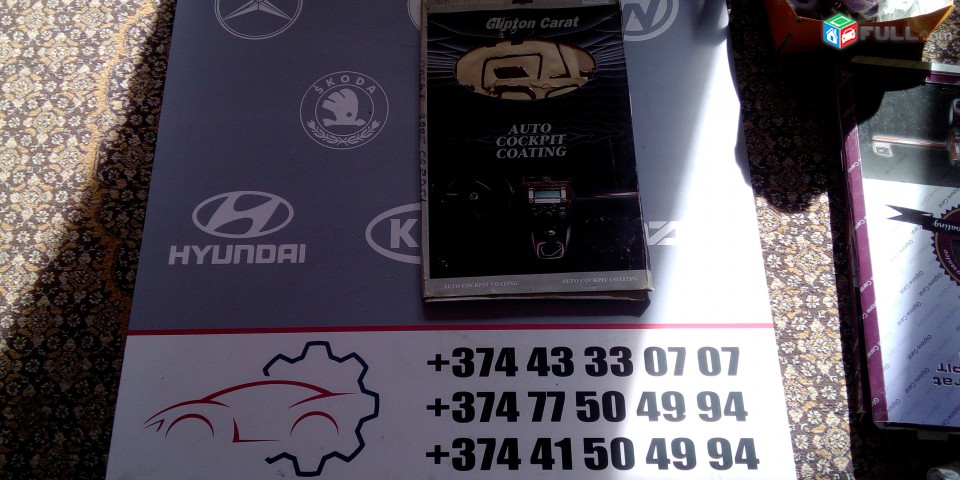 FULL.am
Glipton Carat
AUTO
COCKPIT
COATING
ŠKODA
HYUNDAI
AUTO COCKPIT COATING
AUTO COCKPIT COATING
+374 43 33 07 07
+374 77 50 49 94
+374 41 50 49 94